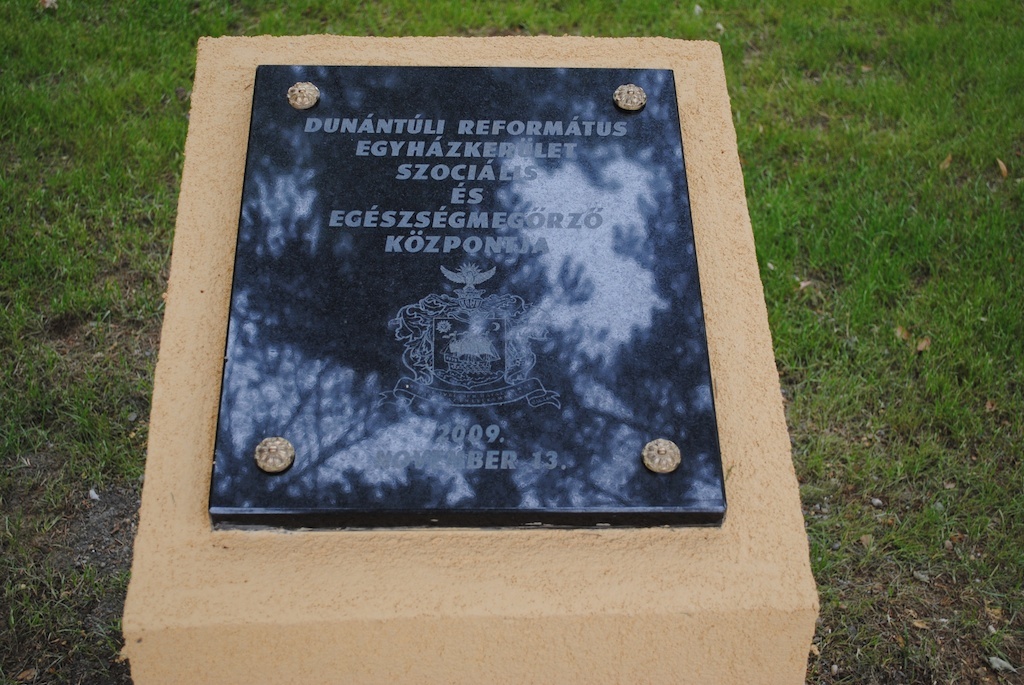 DUNÁNTÚLI REFORMÁTUS
EGYHÁZKERÜLET
SZOCIÁLIS
ÉS
EGÉSZSÉGMEGŐRZŐ
KÖZPONTJA
2009.
NOVEMBER 13.